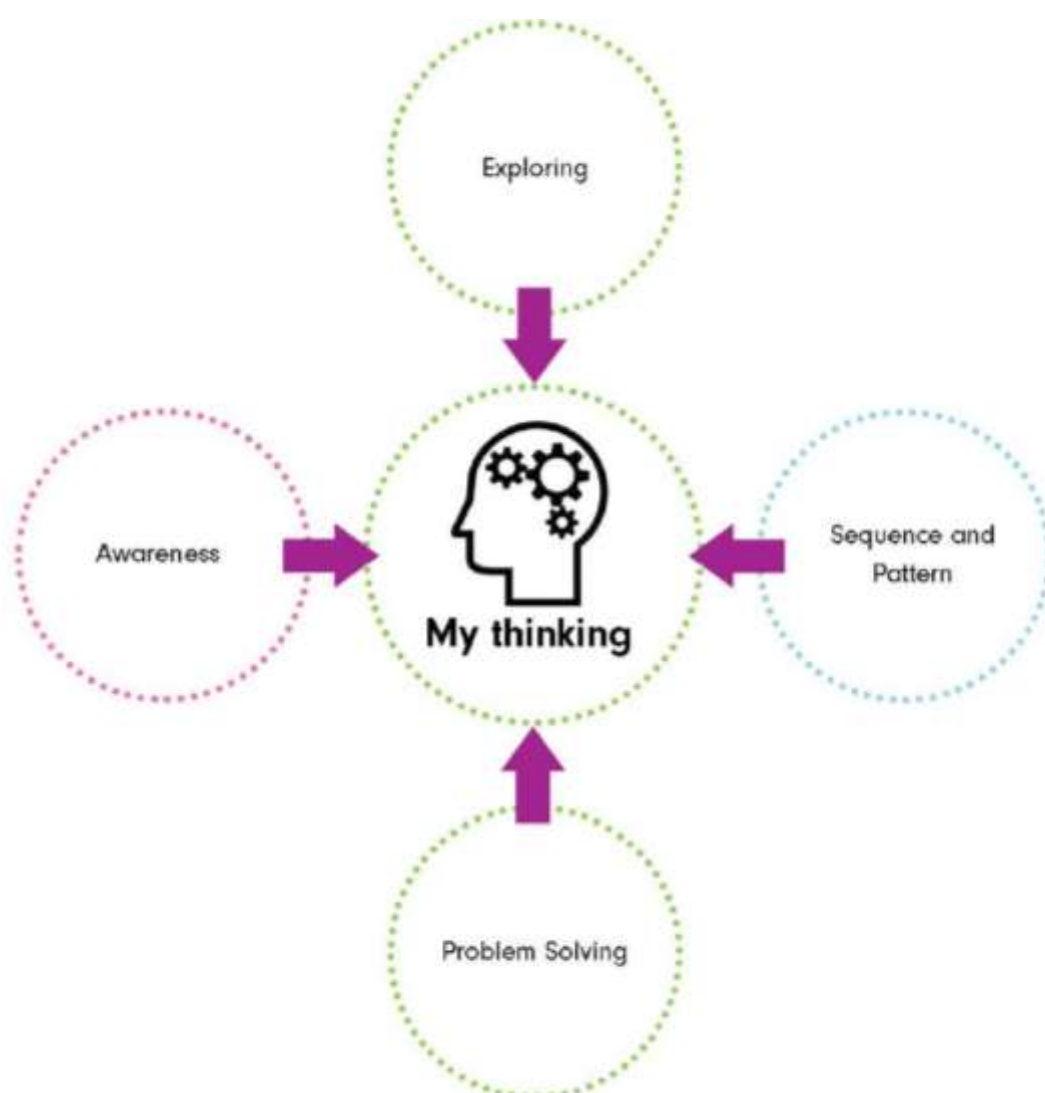 Exploring
Awareness
My thinking
Sequence and
Pattern
Problem Solving